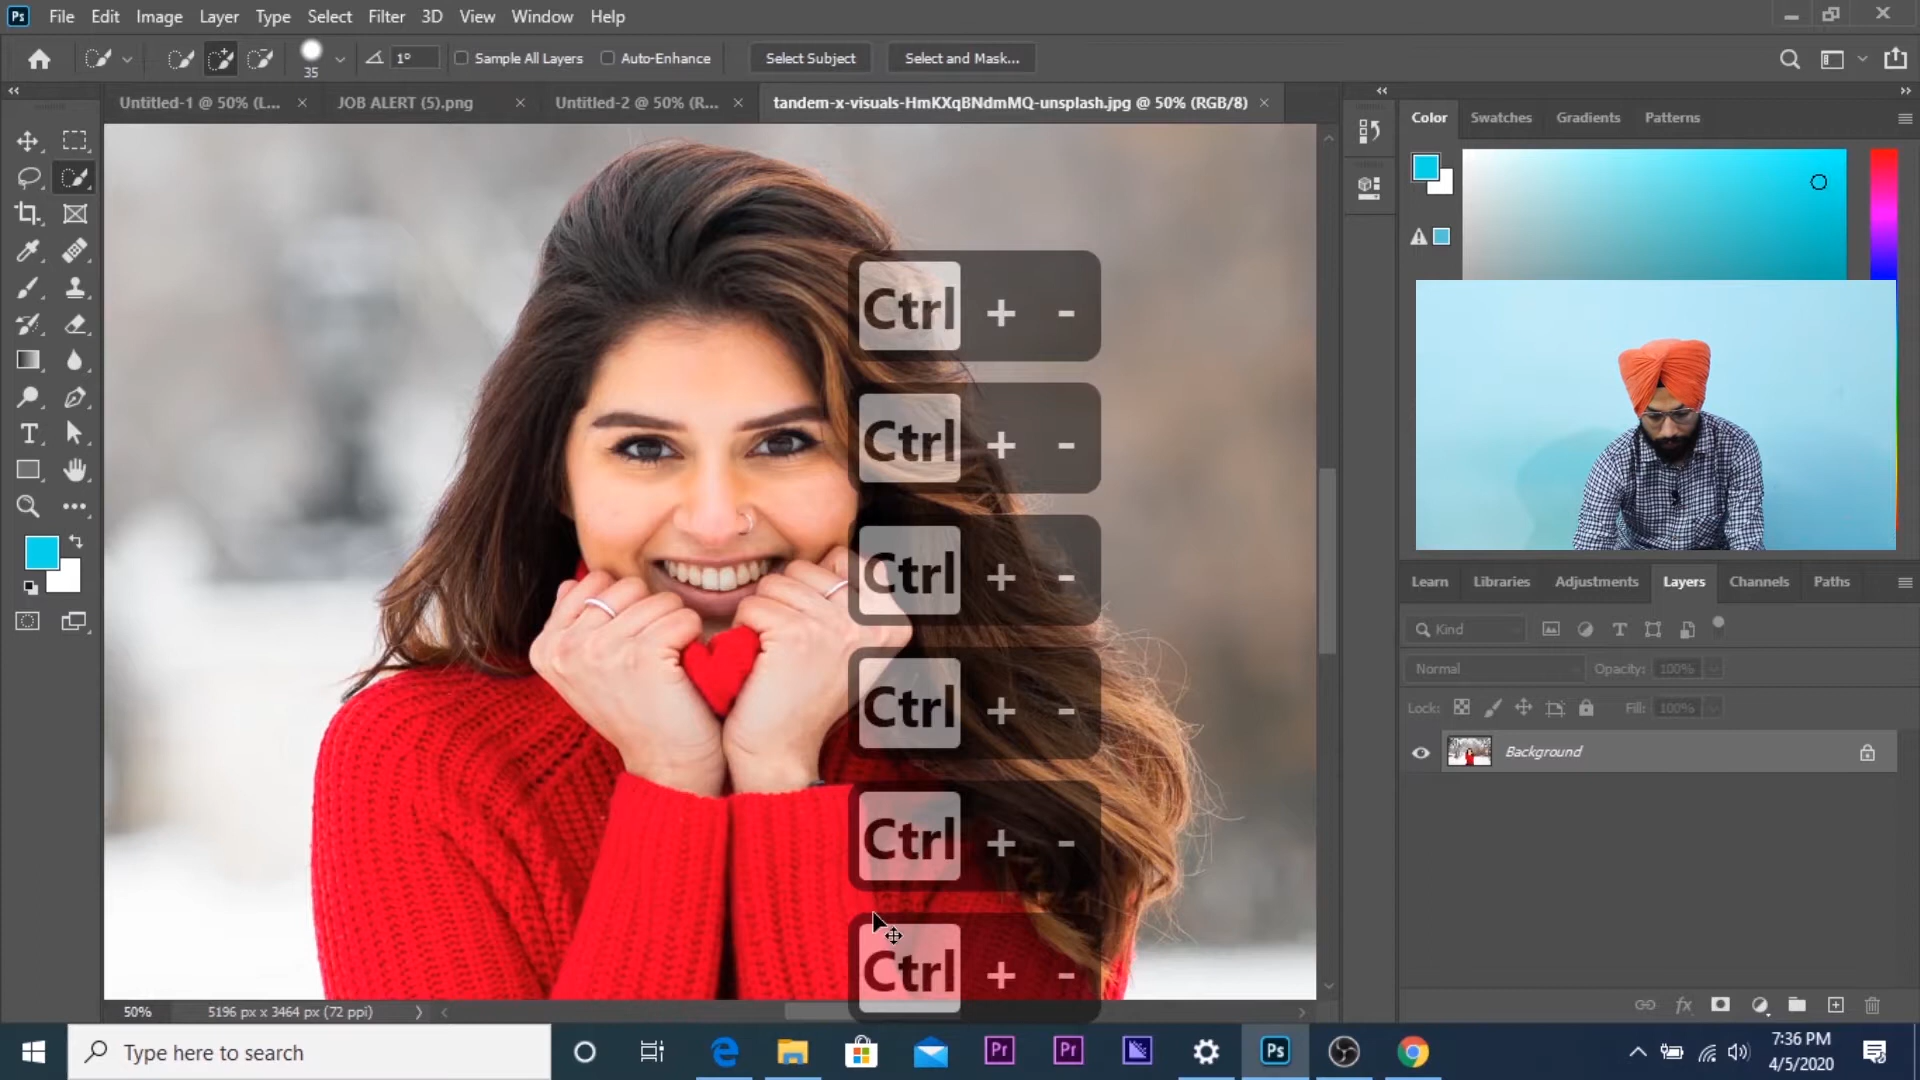 Ps File Edit Image Layer Type Select Filter 3D View Window Help
35 1° Sample All Layers Auto-Enhance Select Subject Select and Mask...
Untitled-1 @ 50% (L... × JOB ALERT (5).png × Untitled-2 @ 50% (R... × tandem-x-visuals-HmKXqBNdmMQ-unsplash.jpg @ 50% (RGB/8) ×
Color Swatches Gradients Patterns
Ctrl + -
Ctrl + -
Ctrl + -
Ctrl + -
Ctrl + -
Ctrl + -
Learn Libraries Adjustments Layers Channels Paths
Kind
Normal Opacity: 100%
Lock: Fill: 100%
Background
fx
50% 5196 px x 3464 px (72 ppi)
Type here to search
Pr Pr Ps
7:36 PM
4/5/2020